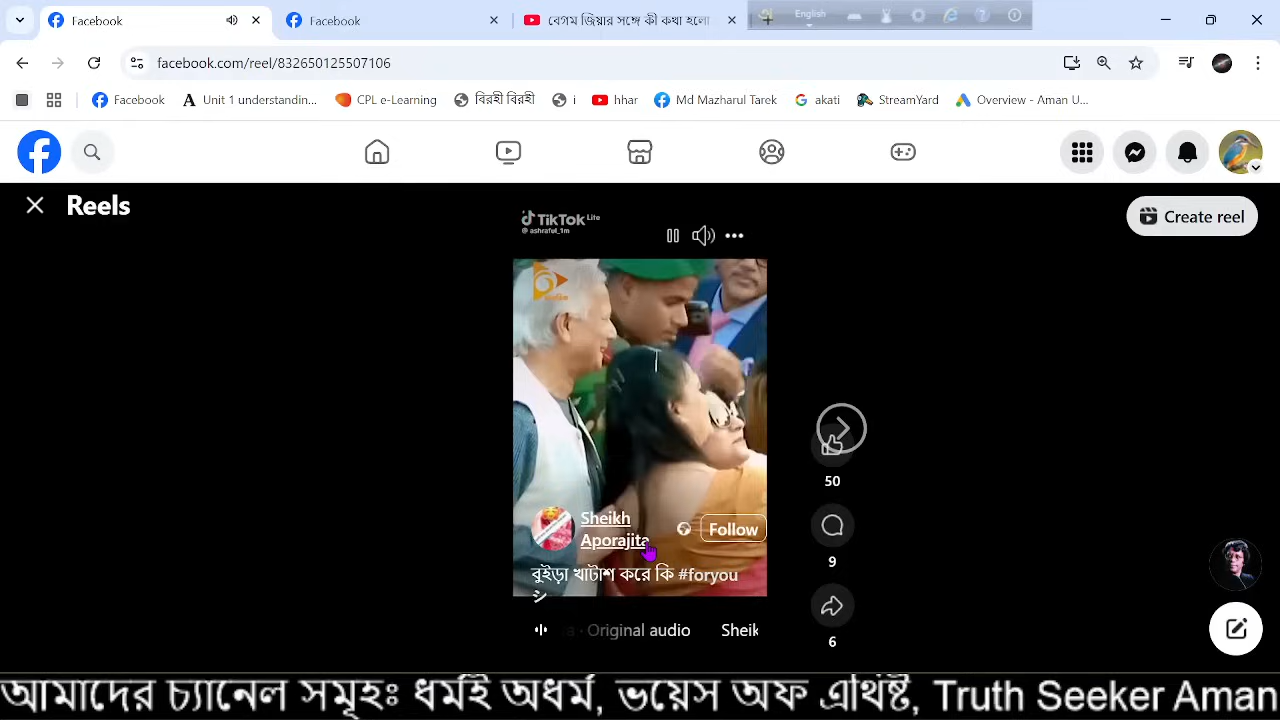 Facebook
Facebook
বেগম জিয়ার সঙ্গে কী কথা হলো
English
facebook.com/reel/832650125507106
Facebook
Unit 1 understandin...
CPL e-Learning
বিরহী বিরহী
i
hhar
Md Mazharul Tarek
akati
StreamYard
Overview - Aman U...
Reels
Create reel
TikTok Lite
@ ashraful_1m
50
Sheikh
Aporajita
Follow
9
বুইড়া খাটাশ করে কি #foryou
シ
Original audio
Sheik
6
আমাদের চ্যানেল সমূহঃ ধর্মই অধর্ম, ভয়েস অফ এথিষ্ট, Truth Seeker Aman